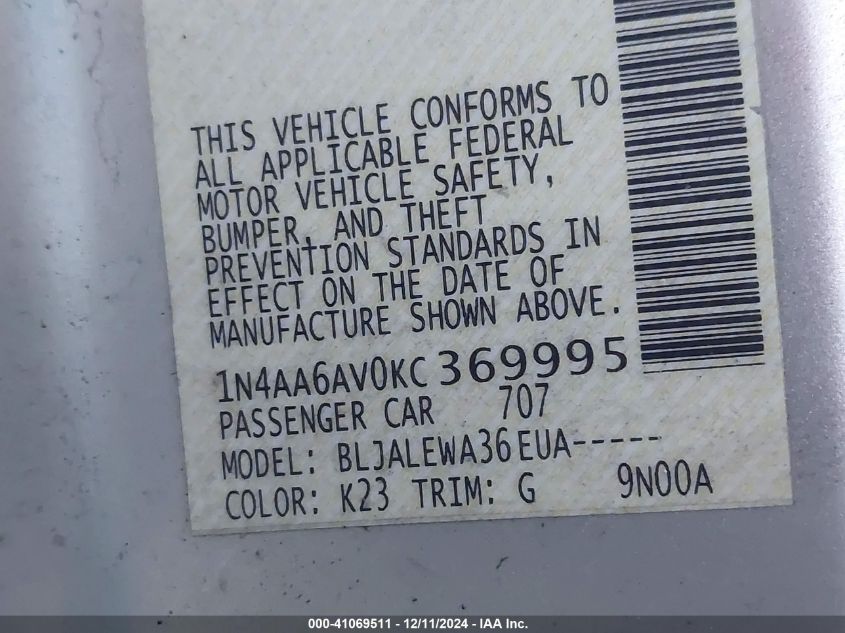 THIS VEHICLE CONFORMS TO
ALL APPLICABLE FEDERAL
MOTOR VEHICLE SAFETY,
BUMPER, AND THEFT
PREVENTION STANDARDS IN
EFFECT ON THE DATE OF
MANUFACTURE SHOWN ABOVE.
1N4AA6AV0KC369995
PASSENGER CAR 707
MODEL: BLJALEWA36EUA-----
COLOR: K23 TRIM: G 9N00A
000-41069511 - 12/11/2024 - IAA Inc.